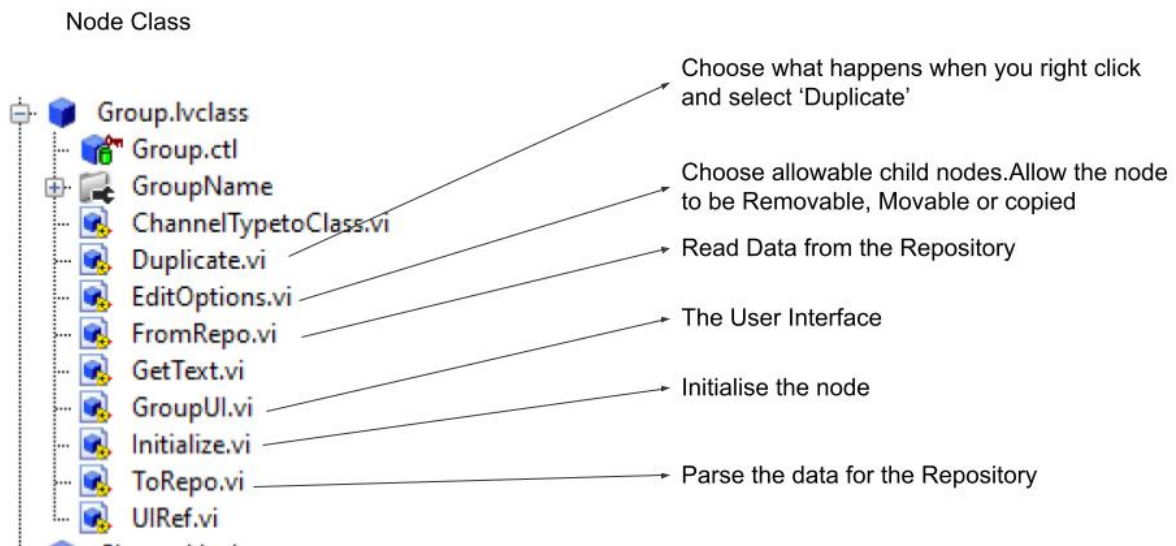 Node Class
Group.lvclass
Group.ctl
GroupName
ChannelTypetoClass.vi
Duplicate.vi
EditOptions.vi
FromRepo.vi
GetText.vi
GroupUI.vi
Initialize.vi
ToRepo.vi
UIRef.vi
Choose what happens when you right click
and select ‘Duplicate’
Choose allowable child nodes.Allow the node
to be Removable, Movable or copied
Read Data from the Repository
The User Interface
Initialise the node
Parse the data for the Repository